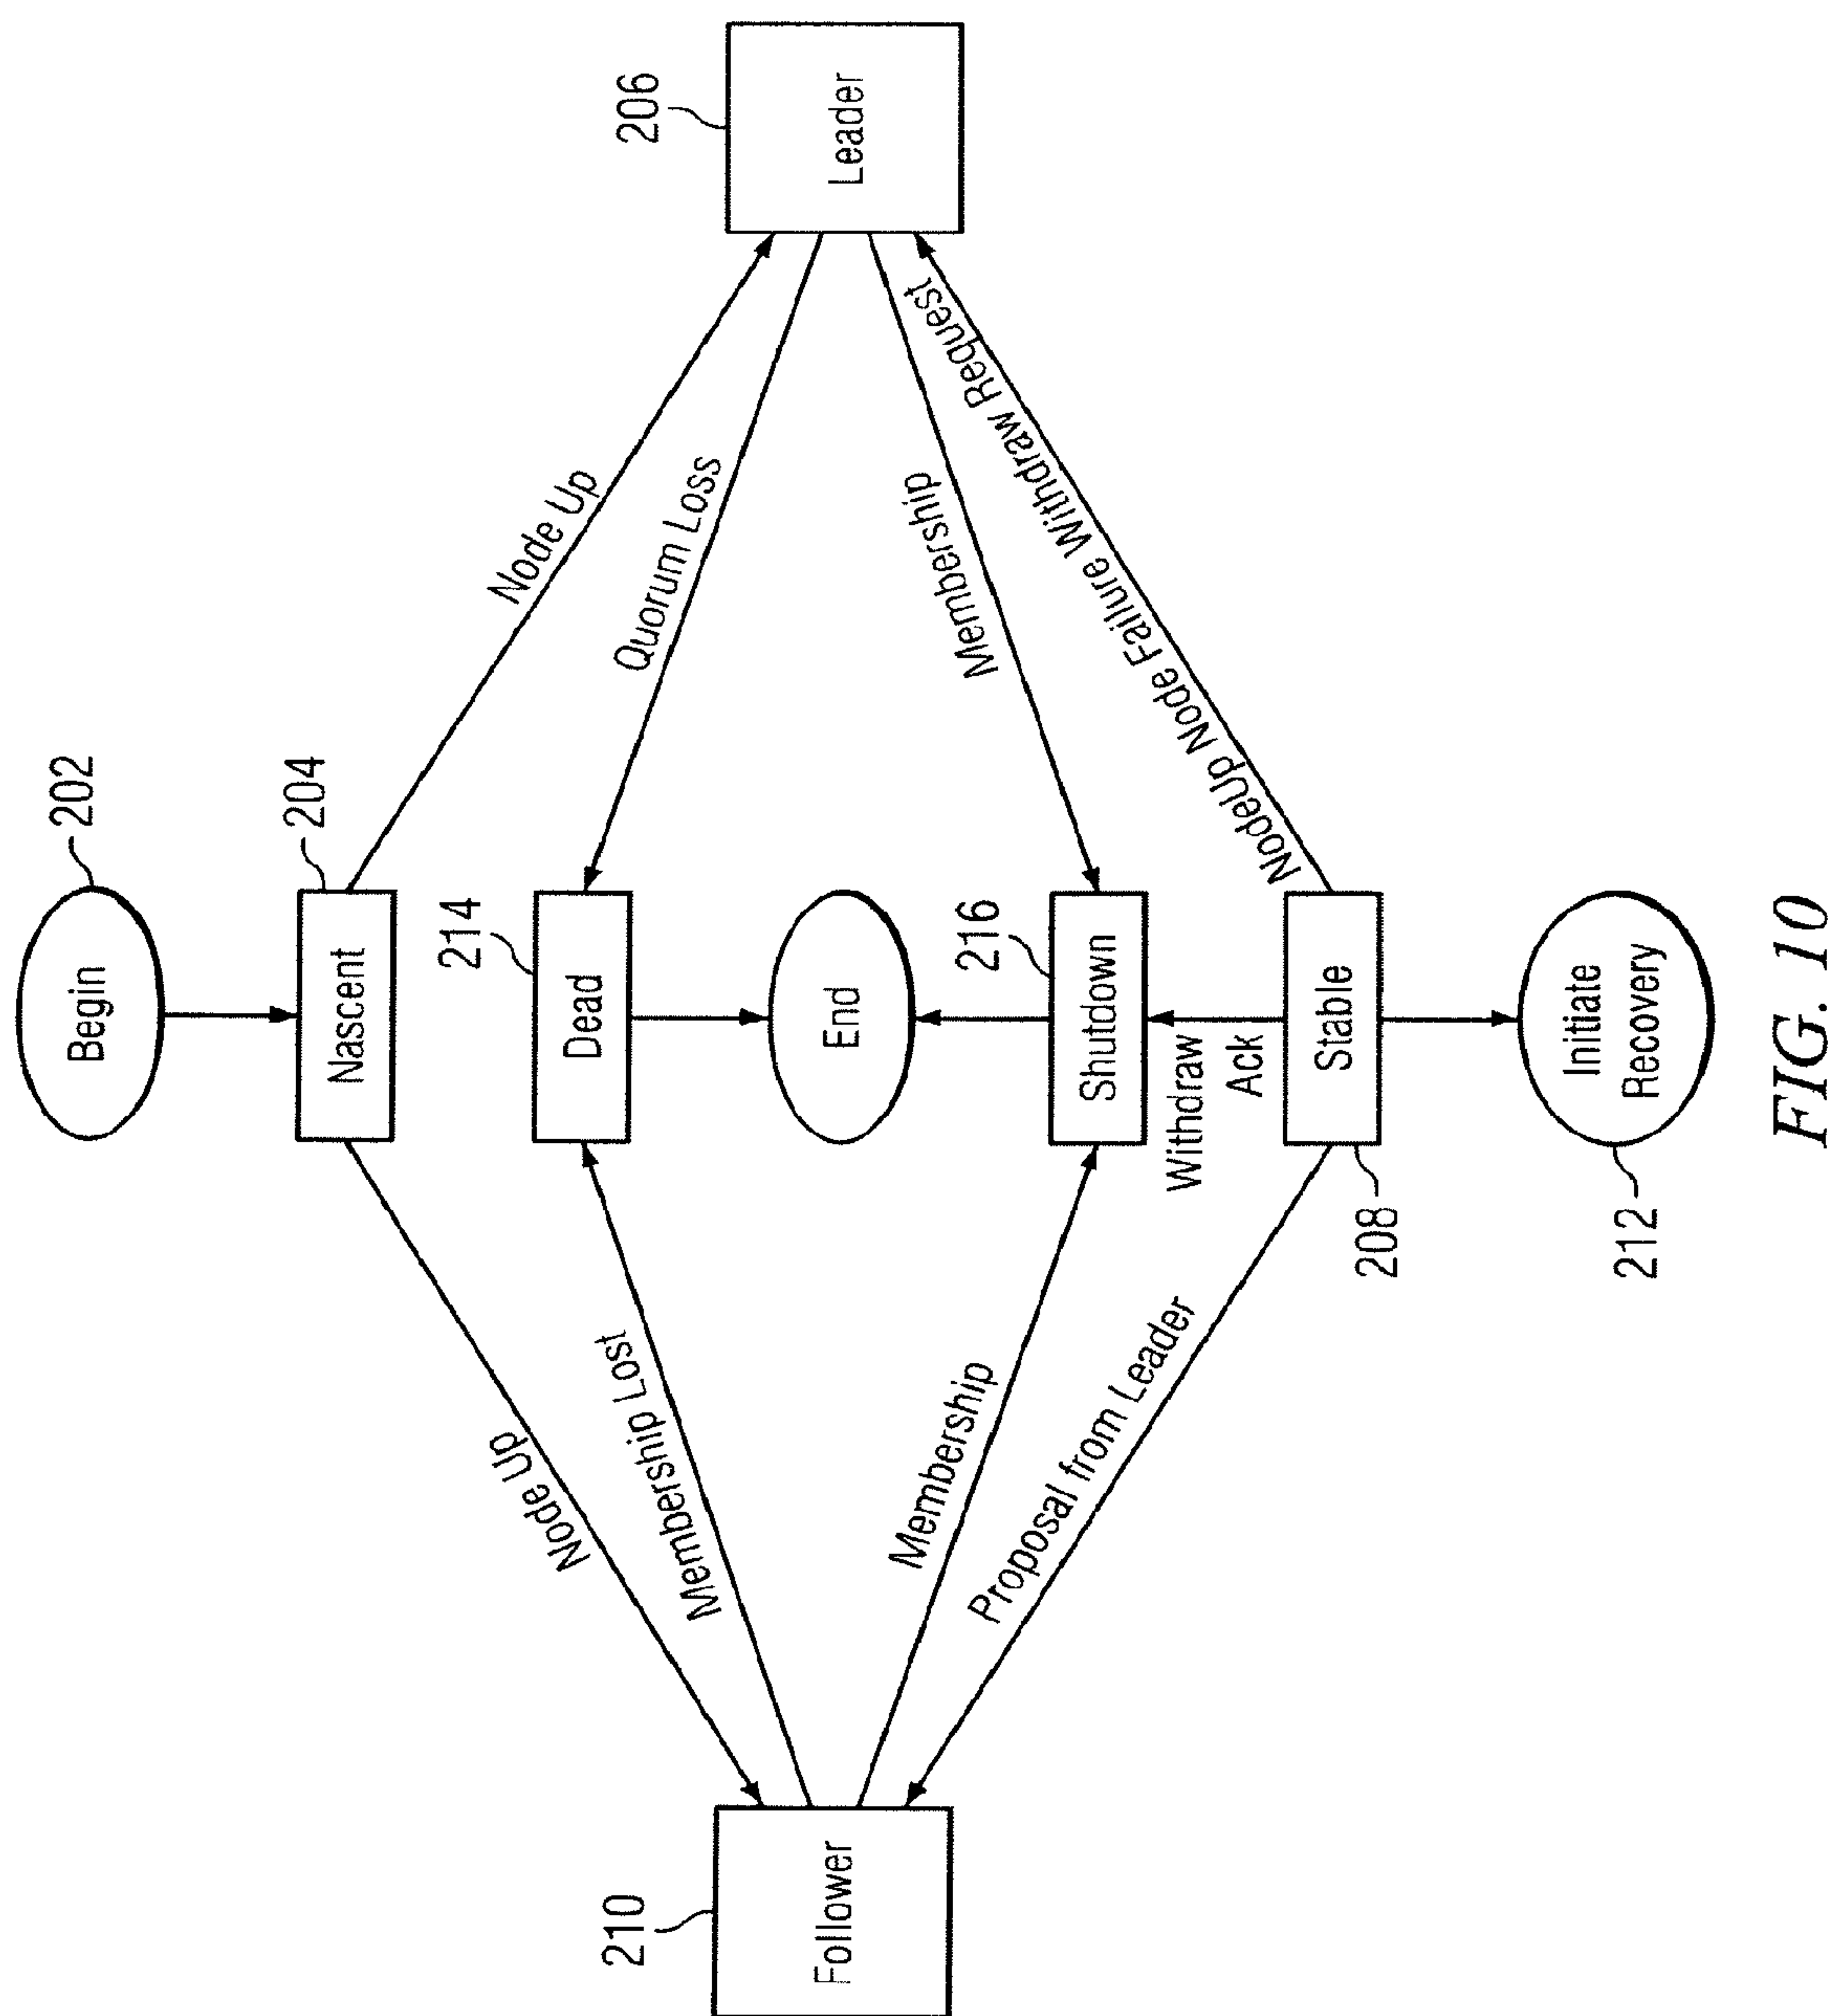 202
Begin
204
Nascent
Node Up
Node Up
214
Dead
Quorum Loss
Membership Lost
206
Leader
210
Follower
End
216
Shutdown
Membership
Membership
Withdraw
Ack
NodeUp Node Failure Withdraw Request
Proposal from Leader
Stable
208
Initiate
Recovery
212
FIG. 10